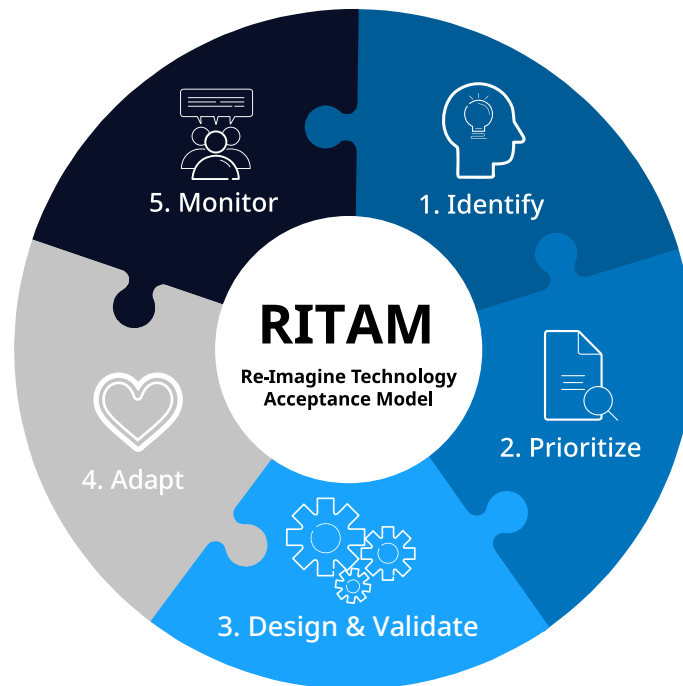 RITAM
Re-Imagine Technology
Acceptance Model
1. Identify
2. Prioritize
3. Design & Validate
4. Adapt
5. Monitor